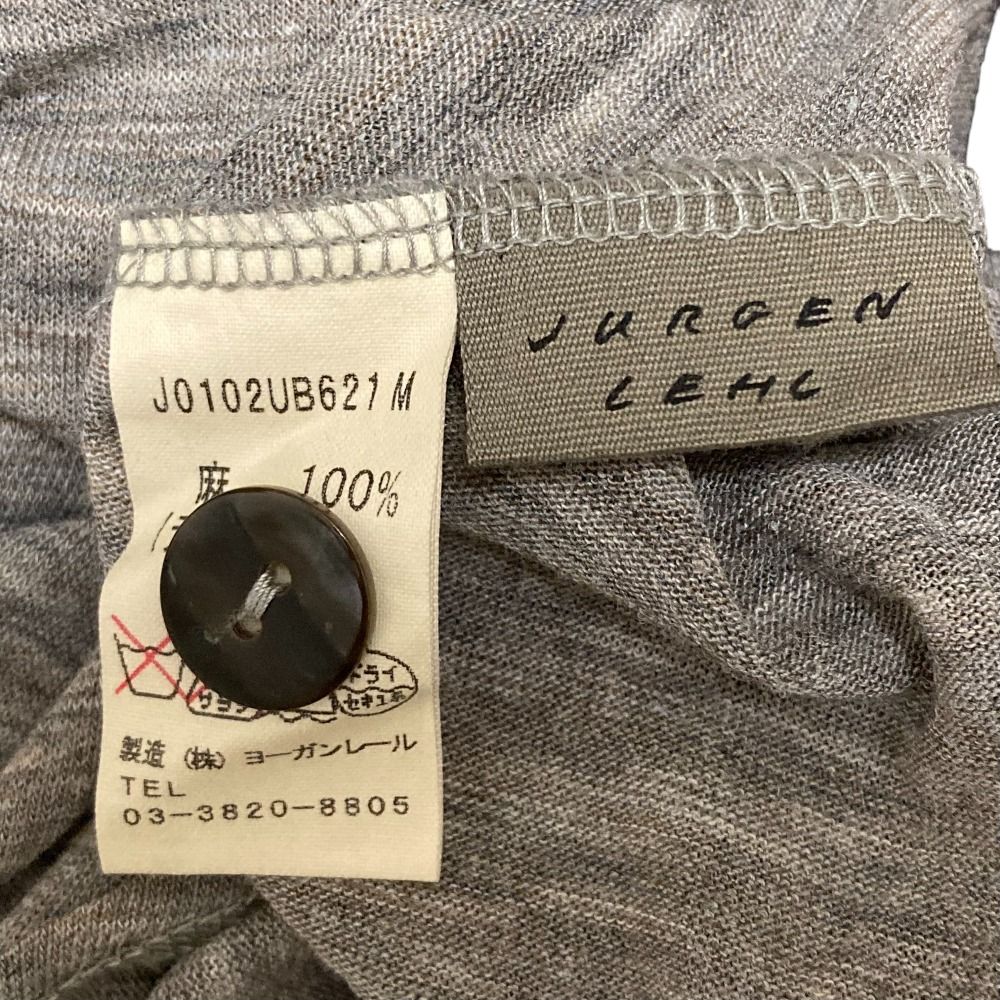 JURGEN
LEHL
J0102UB621 M
麻 100%
ドライ
セキユ系
製造 (株) ヨーガンレール
TEL
03-3820-8805